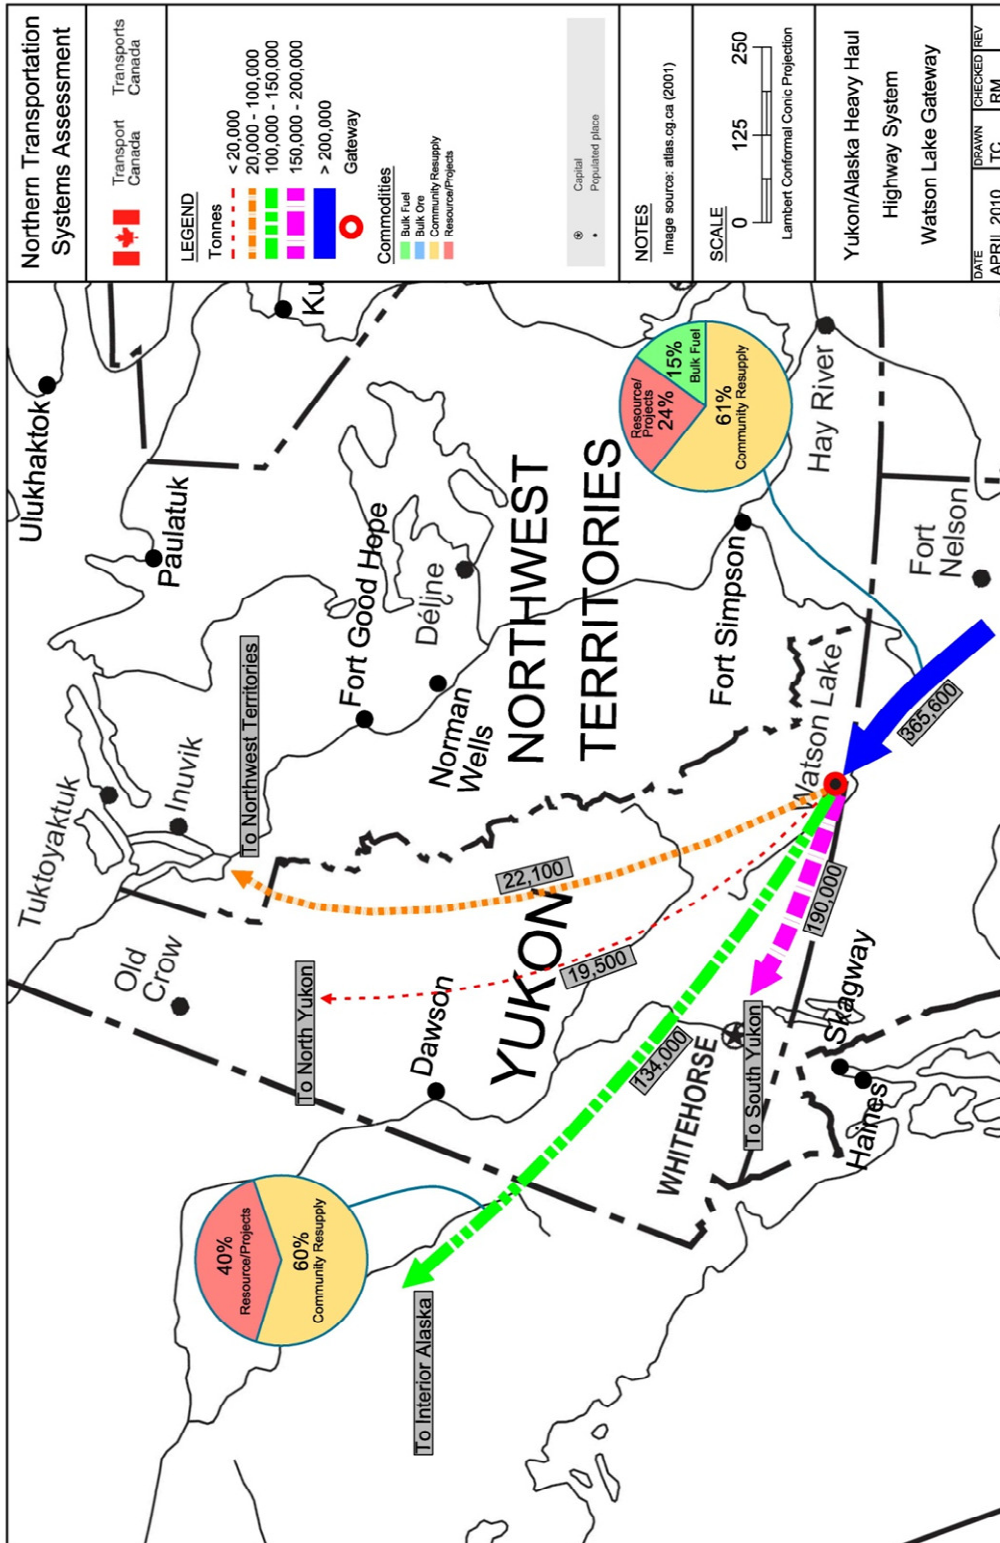 Northern Transportation
Systems Assessment
Transport
Canada
Transports
Canada
LEGEND
Tonnes
< 20,000
20,000 - 100,000
100,000 - 150,000
150,000 - 200,000
> 200,000
Gateway
Commodities
Bulk Fuel
Bulk Ore
Community Resupply
Resource/Projects
Capital
Populated place
NOTES
Image source: atlas.cg.ca (2001)
SCALE
0 125 250
Lambert Conformal Conic Projection
Yukon/Alaska Heavy Haul
Highway System
Watson Lake Gateway
DATE
APRIL 2010
DRAWN
TC
CHECKED
RM
REV
Ulukhaktok
Ku
Paulatuk
Tuktoyaktuk
Inuvik
To Northwest Territories
Fort Good Hope
Déljne
Norman
Wells
NORTHWEST
TERRITORIES
Resource/
Projects
24%
15%
Bulk Fuel
61%
Community Resupply
Hay River
Fort Simpson
Fort
Nelson
Watson Lake
365,600
Old
Crow
22,100
To North Yukon
19,500
YUKON
Dawson
134,000
190,000
WHITEHORSE
To South Yukon
Skagway
Haines
40%
Resource/Projects
60%
Community Resupply
To Interior Alaska